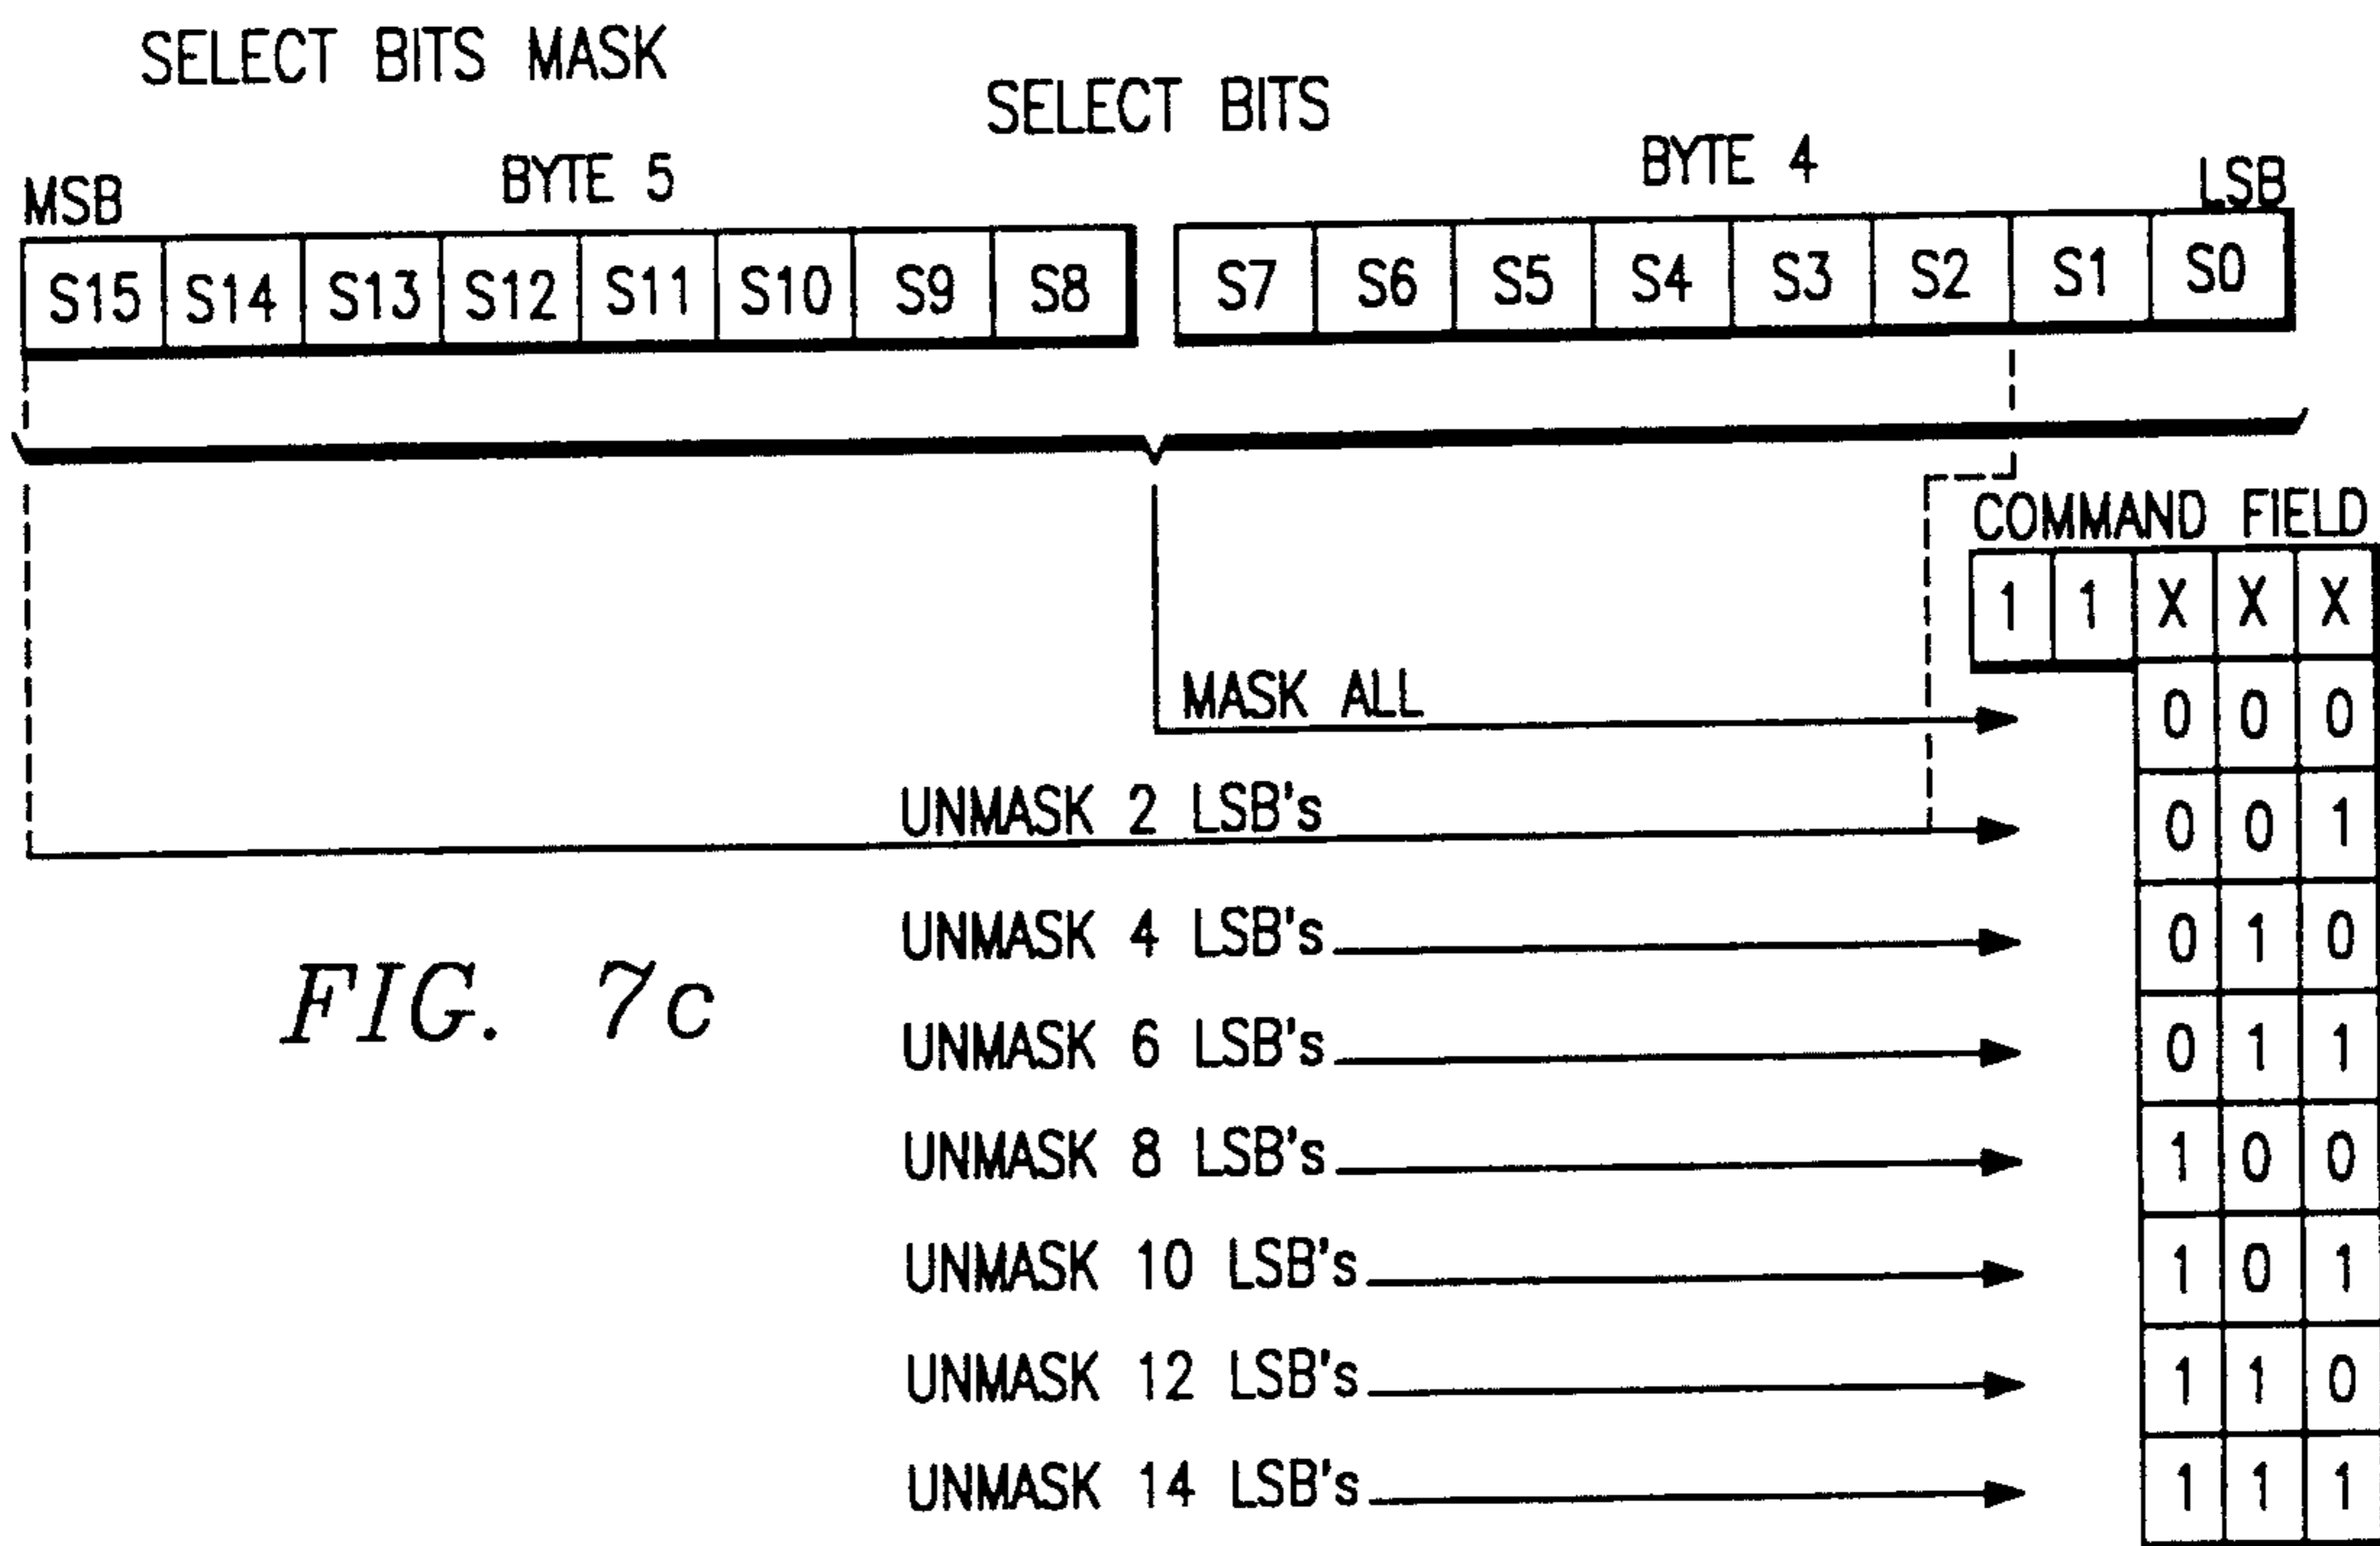 SELECT BITS MASK
SELECT BITS
MSB BYTE 5 BYTE 4 LSB
S15 S14 S13 S12 S11 S10 S9 S8 S7 S6 S5 S4 S3 S2 S1 S0
COMMAND FIELD
1 1 X X X
MASK ALL 0 0 0
UNMASK 2 LSB's 0 0 1
UNMASK 4 LSB's 0 1 0
UNMASK 6 LSB's 0 1 1
UNMASK 8 LSB's 1 0 0
UNMASK 10 LSB's 1 0 1
UNMASK 12 LSB's 1 1 0
UNMASK 14 LSB's 1 1 1
FIG. 7c